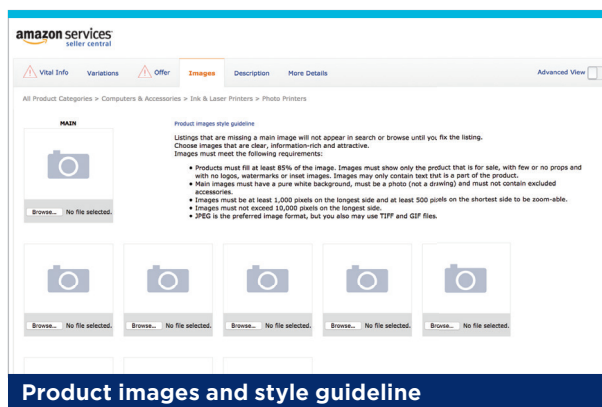 amazon services
seller central
Vital Info Variations Offer Images Description More Details Advanced View
All Product Categories > Computers & Accessories > Ink & Laser Printers > Photo Printers
MAIN
Product images style guideline
Listings that are missing a main image will not appear in search or browse until you fix the listing.
Choose images that are clear, information-rich and attractive.
Images must meet the following requirements:
• Products must fill at least 85% of the image. Images must show only the product that is for sale, with few or no props and
with no logos, watermarks or inset images. Images may only contain text that is a part of the product.
• Main images must have a pure white background, must be a photo (not a drawing) and must not contain excluded
accessories.
• Images must be at least 1,000 pixels on the longest side and at least 500 pixels on the shortest side to be zoom-able.
• Images must not exceed 10,000 pixels on the longest side.
• JPEG is the preferred image format, but you also may use TIFF and GIF files.
Browse... No file selected.
Browse... No file selected. Browse... No file selected. Browse... No file selected. Browse... No file selected. Browse... No file selected.
Product images and style guideline